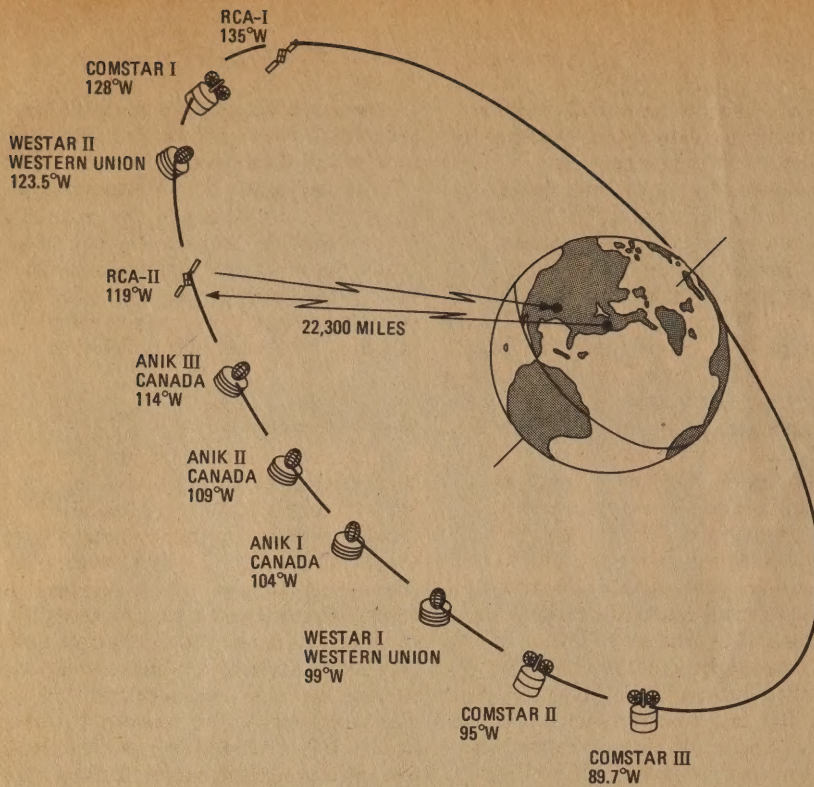 RCA-I
135°W
COMSTAR I
128°W
WESTAR II
WESTERN UNION
123.5°W
RCA-II
119°W
22,300 MILES
ANIK III
CANADA
114°W
ANIK II
CANADA
109°W
ANIK I
CANADA
104°W
WESTAR I
WESTERN UNION
99°W
COMSTAR II
95°W
COMSTAR III
89.7°W